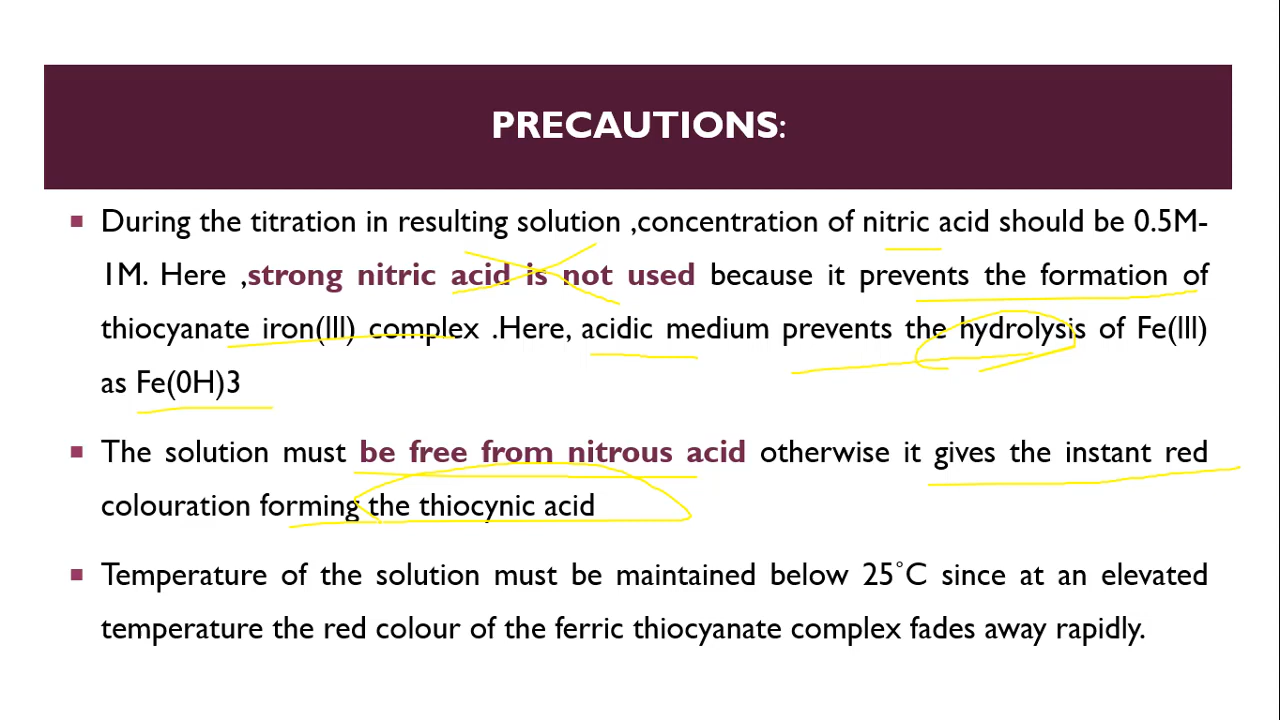 PRECAUTIONS:
During the titration in resulting solution ,concentration of nitric acid should be 0.5M-
1M. Here ,strong nitric acid is not used because it prevents the formation of
thiocyanate iron(III) complex .Here, acidic medium prevents the hydrolysis of Fe(III)
as Fe(0H)3
The solution must be free from nitrous acid otherwise it gives the instant red
colouration forming the thiocynic acid
Temperature of the solution must be maintained below 25°C since at an elevated
temperature the red colour of the ferric thiocyanate complex fades away rapidly.